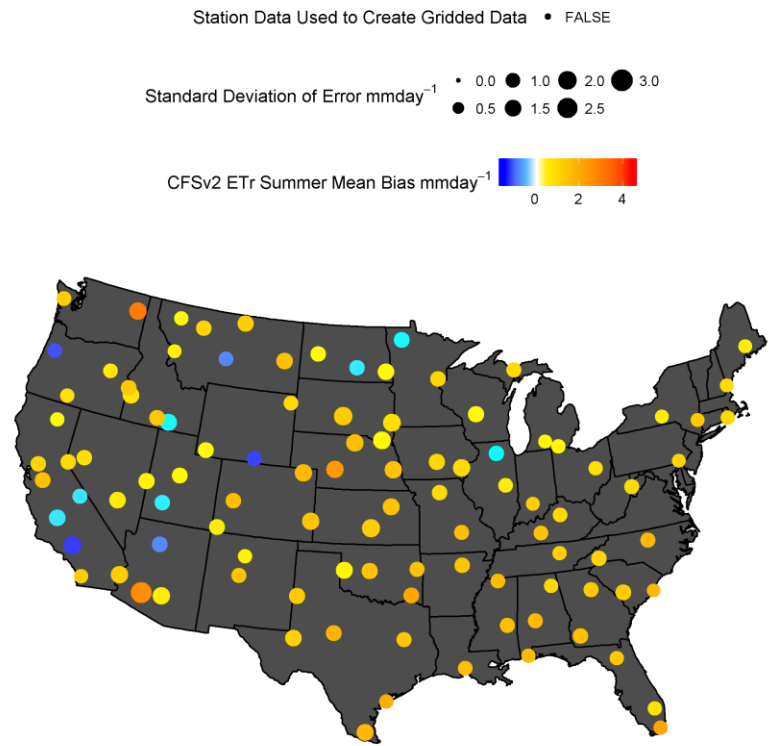 Station Data Used to Create Gridded Data • FALSE
Standard Deviation of Error mmday⁻¹ 0.0 1.0 2.0 3.0
0.5 1.5 2.5
CFSv2 ETr Summer Mean Bias mmday⁻¹
0 2 4